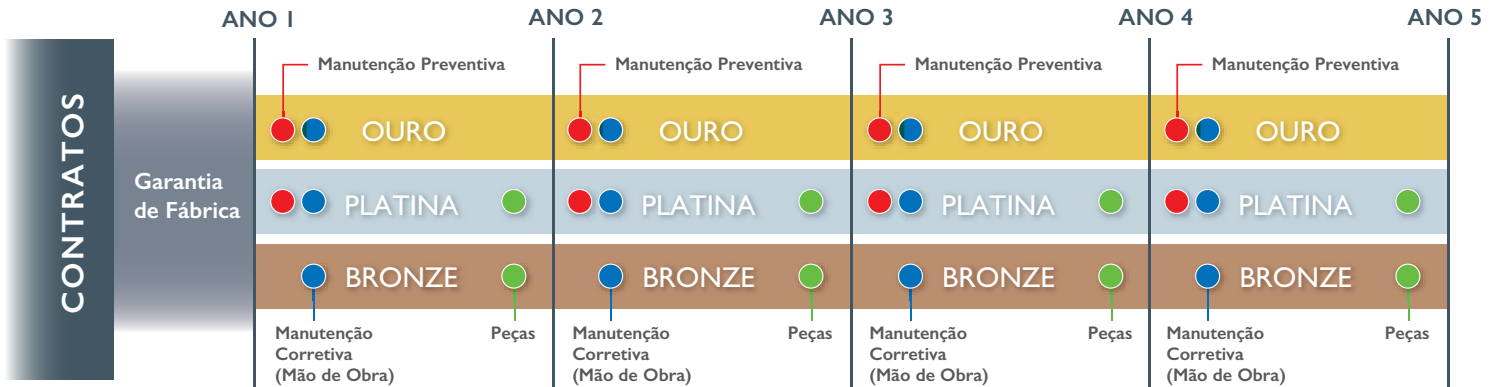 ANO 1
ANO 2
ANO 3
ANO 4
ANO 5
CONTRATOS
Garantia
de Fábrica
Manutenção Preventiva
Manutenção Preventiva
Manutenção Preventiva
Manutenção Preventiva
OURO
OURO
OURO
OURO
PLATINA
PLATINA
PLATINA
PLATINA
BRONZE
BRONZE
BRONZE
BRONZE
Manutenção
Corretiva
(Mão de Obra)
Peças
Manutenção
Corretiva
(Mão de Obra)
Peças
Manutenção
Corretiva
(Mão de Obra)
Peças
Manutenção
Corretiva
(Mão de Obra)
Peças